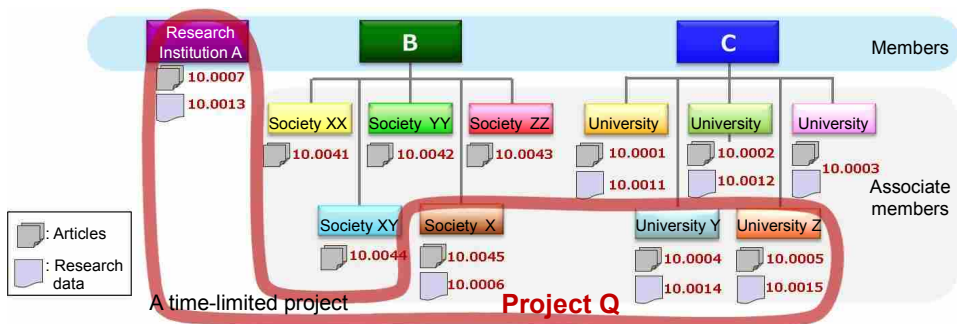 Research
Institution A
B
C
Members
10.0007
10.0013
Society XX
Society YY
Society ZZ
University
University
University
10.0041
10.0042
10.0043
10.0001
10.0002
10.0003
10.0011
10.0012
Associate
members
Society XY
Society X
University Y
University Z
10.0044
10.0045
10.0004
10.0005
10.0006
10.0014
10.0015
: Articles
: Research
data
A time-limited project
Project Q